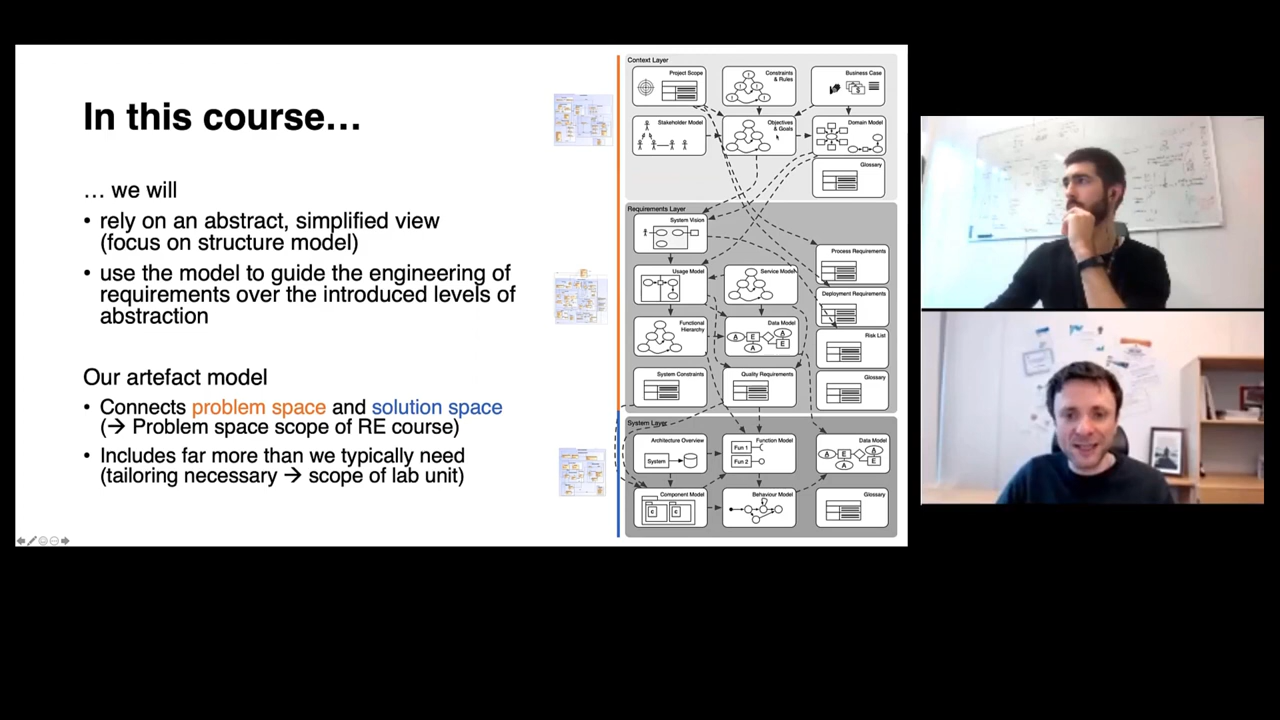 In this course…
… we will
• rely on an abstract, simplified view
(focus on structure model)
• use the model to guide the engineering of
requirements over the introduced levels of
abstraction
Our artefact model
• Connects problem space and solution space
(→ Problem space scope of RE course)
• Includes far more than we typically need
(tailoring necessary → scope of lab unit)
Context Layer
Project Scope
Constraints
& Rules
Business Case
Stakeholder Model
Objectives
& Goals
Domain Model
Glossary
Requirements Layer
System Vision
Process Requirements
Usage Model
Service Model
Deployment Requirements
Functional
Hierarchy
Data Model
A E A
A E
Risk List
System Constraints
Quality Requirements
Glossary
System Layer
Architecture Overview
System
Function Model
Fun 1
Fun 2
Data Model
A E A
A E
Component Model
Behaviour Model
Glossary